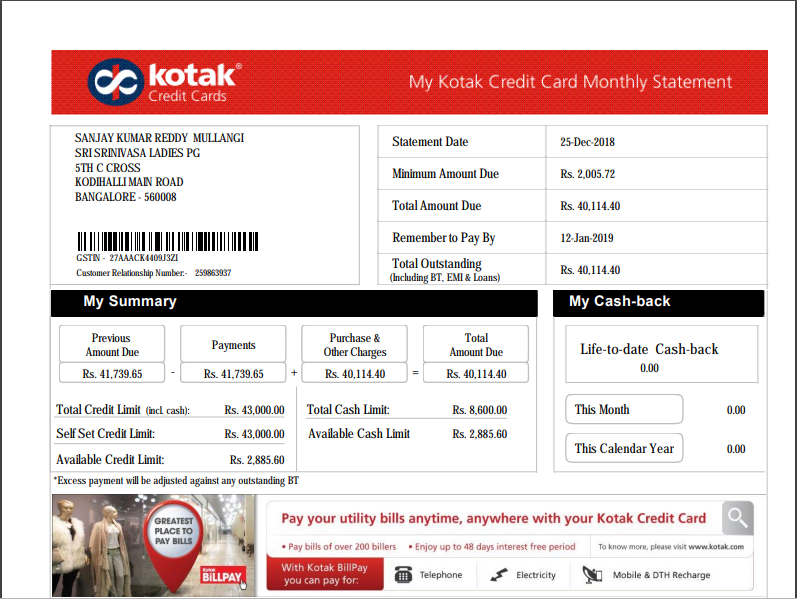 kotak®
Credit Cards
My Kotak Credit Card Monthly Statement
SANJAY KUMAR REDDY MULLANGI
SRI SRINIVASA LADIES PG
5TH C CROSS
KODIHALLI MAIN ROAD
BANGALORE - 560008
GSTIN - 27AAACK4409J3ZI
Customer Relationship Number:- 259863937
Statement Date 25-Dec-2018
Minimum Amount Due Rs. 2,005.72
Total Amount Due Rs. 40,114.40
Remember to Pay By 12-Jan-2019
Total Outstanding
(Including BT, EMI & Loans) Rs. 40,114.40
My Summary
Previous
Amount Due
Payments
Purchase &
Other Charges
Total
Amount Due
Rs. 41,739.65 - Rs. 41,739.65 + Rs. 40,114.40 = Rs. 40,114.40
Total Credit Limit (incl. cash): Rs. 43,000.00
Self Set Credit Limit: Rs. 43,000.00
Available Credit Limit: Rs. 2,885.60
Total Cash Limit: Rs. 8,600.00
Available Cash Limit Rs. 2,885.60
*Excess payment will be adjusted against any outstanding BT
My Cash-back
Life-to-date Cash-back
0.00
This Month 0.00
This Calendar Year 0.00
GREATEST
PLACE TO
PAY BILLS
Kotak
BILLPAY
Pay your utility bills anytime, anywhere with your Kotak Credit Card
• Pay bills of over 200 billers • Enjoy up to 48 days interest free period To know more, please visit www.kotak.com
With Kotak BillPay
you can pay for:
Telephone
Electricity
Mobile & DTH Recharge